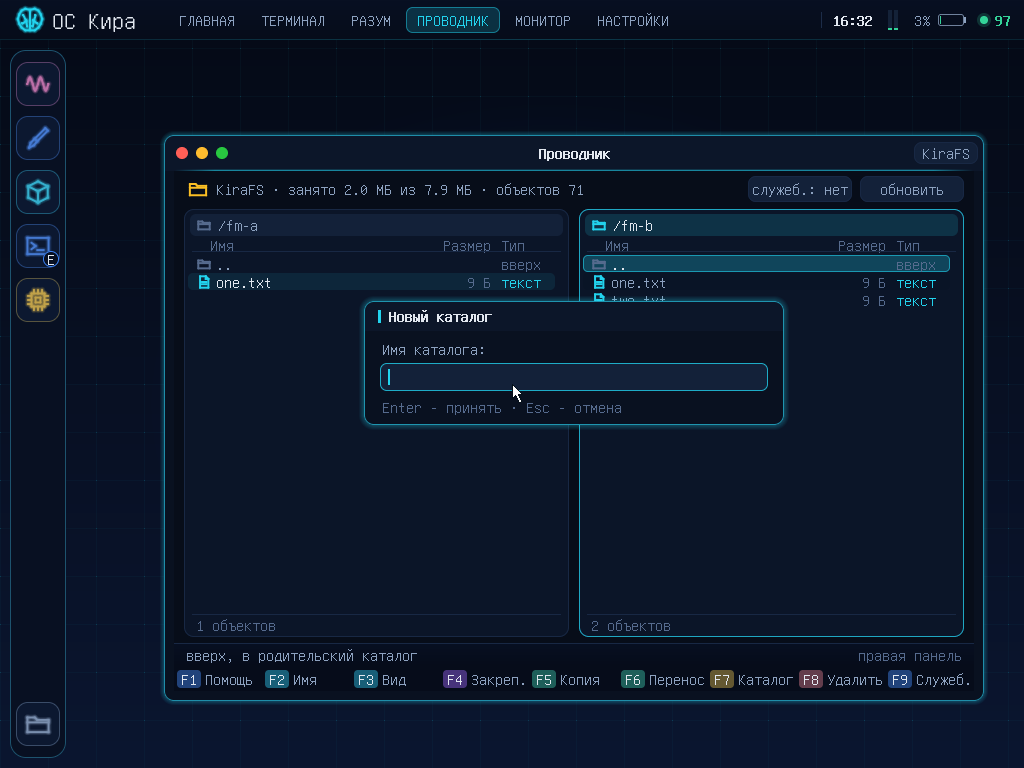 ОС Кира ГЛАВНАЯ ТЕРМИНАЛ РАЗУМ ПРОВОДНИК МОНИТОР НАСТРОЙКИ 16:32 3% 97
E
Проводник KiraFS
KiraFS · занято 2.0 МБ из 7.9 МБ · объектов 71 служеб.: нет обновить
/fm-a
Имя Размер Тип
.. вверх
one.txt 9 Б текст
1 объектов
/fm-b
Имя Размер Тип
.. вверх
one.txt 9 Б текст
two.txt 9 Б текст
2 объектов
Новый каталог
Имя каталога:
Enter - принять · Esc - отмена
вверх, в родительский каталог правая панель
F1 Помощь F2 Имя F3 Вид F4 Закреп. F5 Копия F6 Перенос F7 Каталог F8 Удалить F9 Служеб.